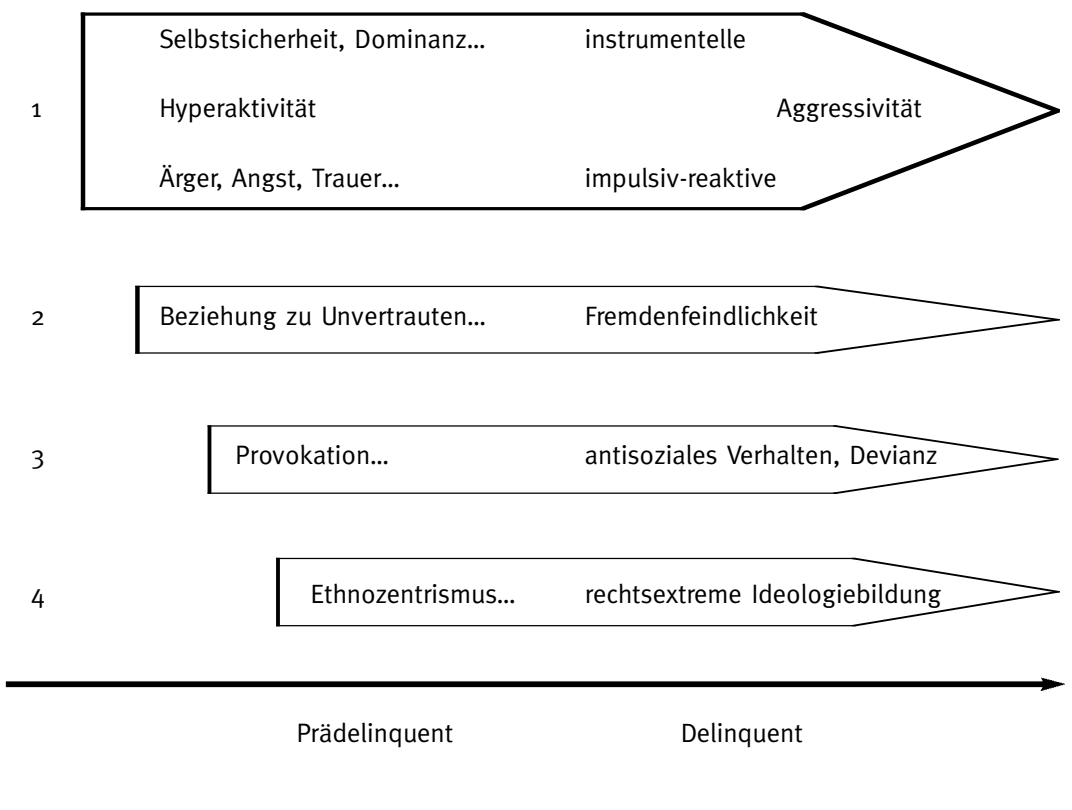 Selbstsicherheit, Dominanz... instrumentelle
1 Hyperaktivität Aggressivität
Ärger, Angst, Trauer... impulsiv-reaktive
2 Beziehung zu Unvertrauten... Fremdenfeindlichkeit
3 Provokation... antisoziales Verhalten, Devianz
4 Ethnozentrismus... rechtsextreme Ideologiebildung
Prädelinquent Delinquent